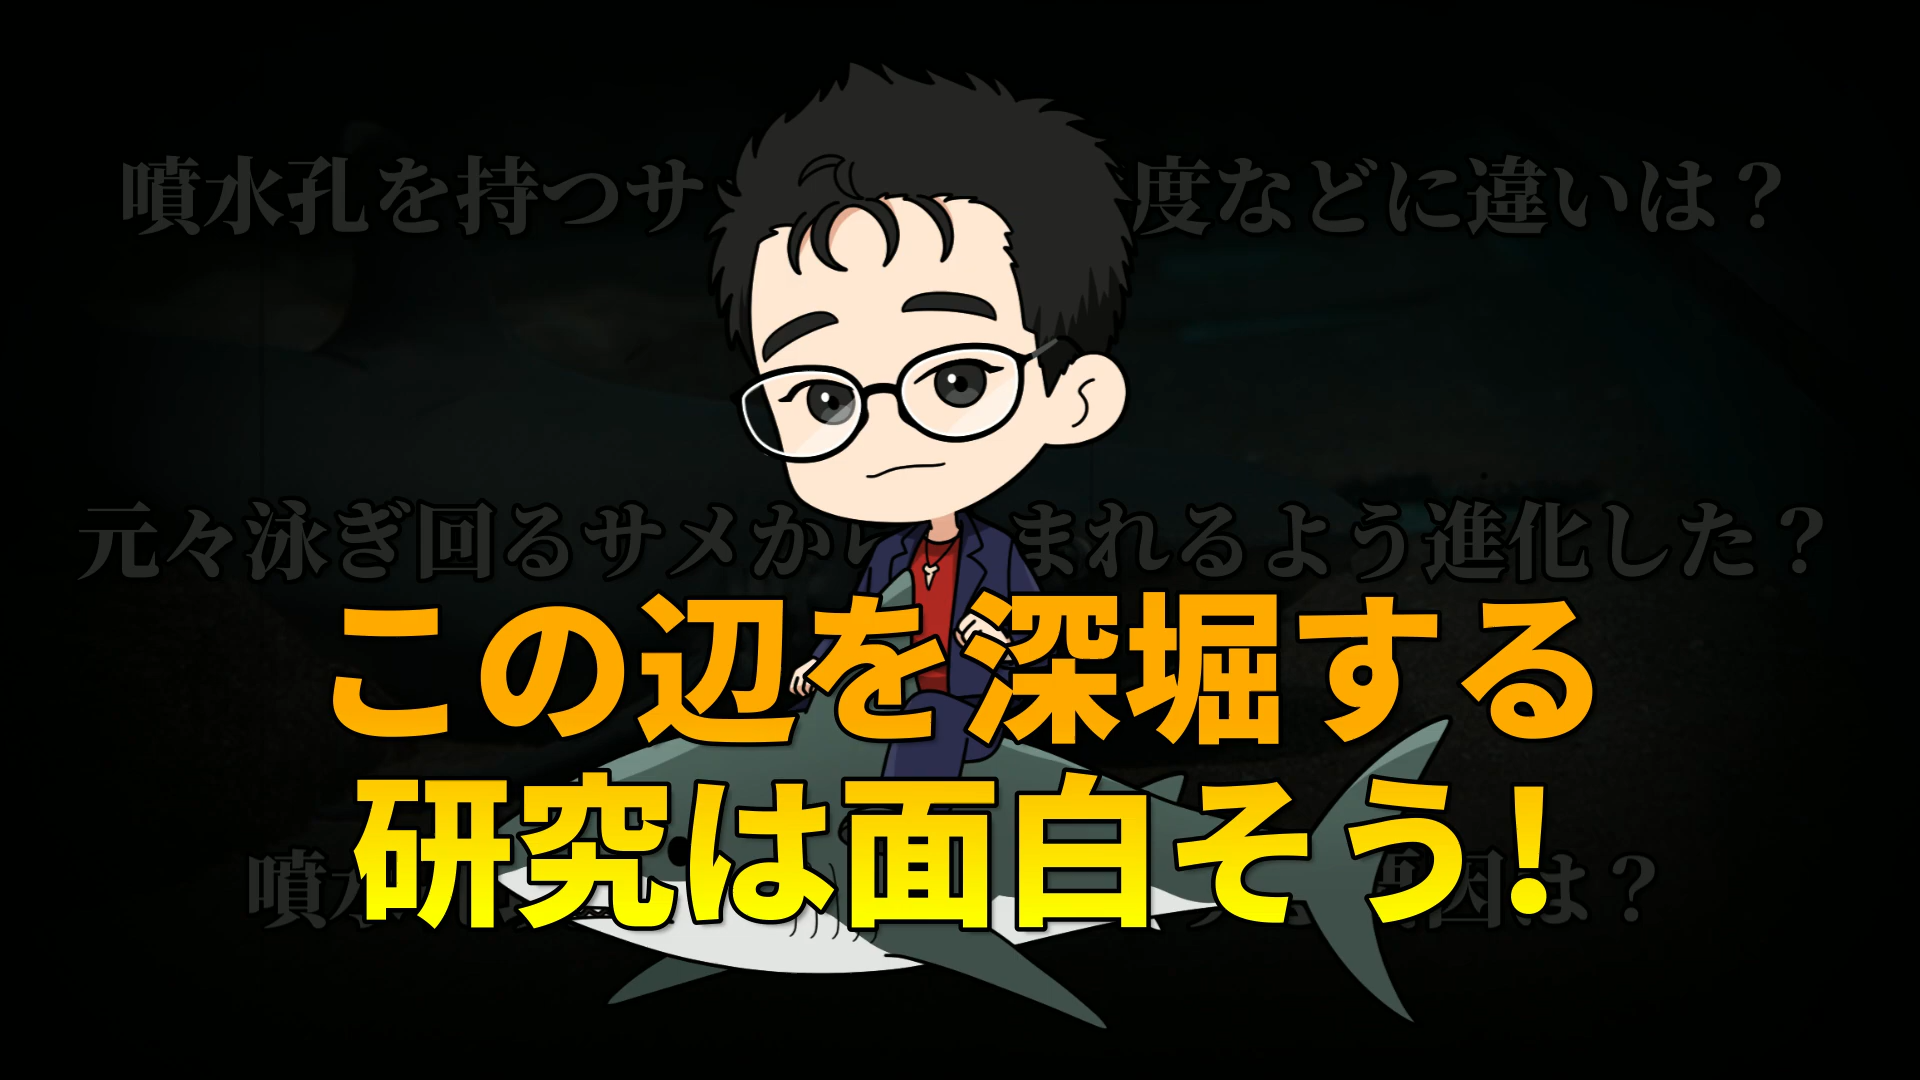 噴水孔を持つサ 度などに違いは？
元々泳ぎ回るサメか まれるよう進化した？
この辺を深堀する
研究は面白そう!
噴 因は？